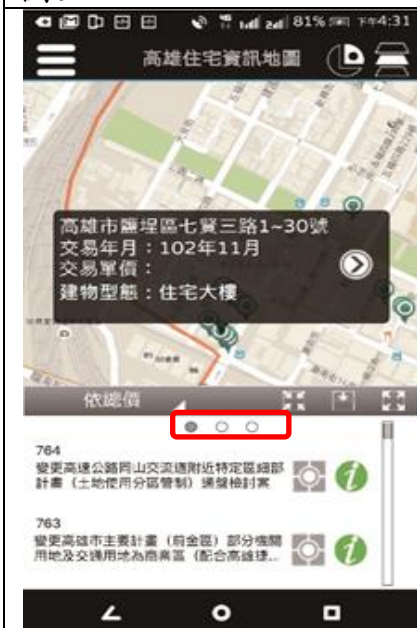 81% 下午4:31
高雄住宅資訊地圖
高雄市鹽埕區七賢三路1~30號
交易年月：102年11月
交易單價：
建物型態：住宅大樓
依總價
764
變更高速公路岡山交流道附近特定區細部
計畫（土地使用分區管制）通盤檢討案
763
變更高雄市主要計畫（前金區）部分機關
用地及交通用地為商業區（配合高雄捷...